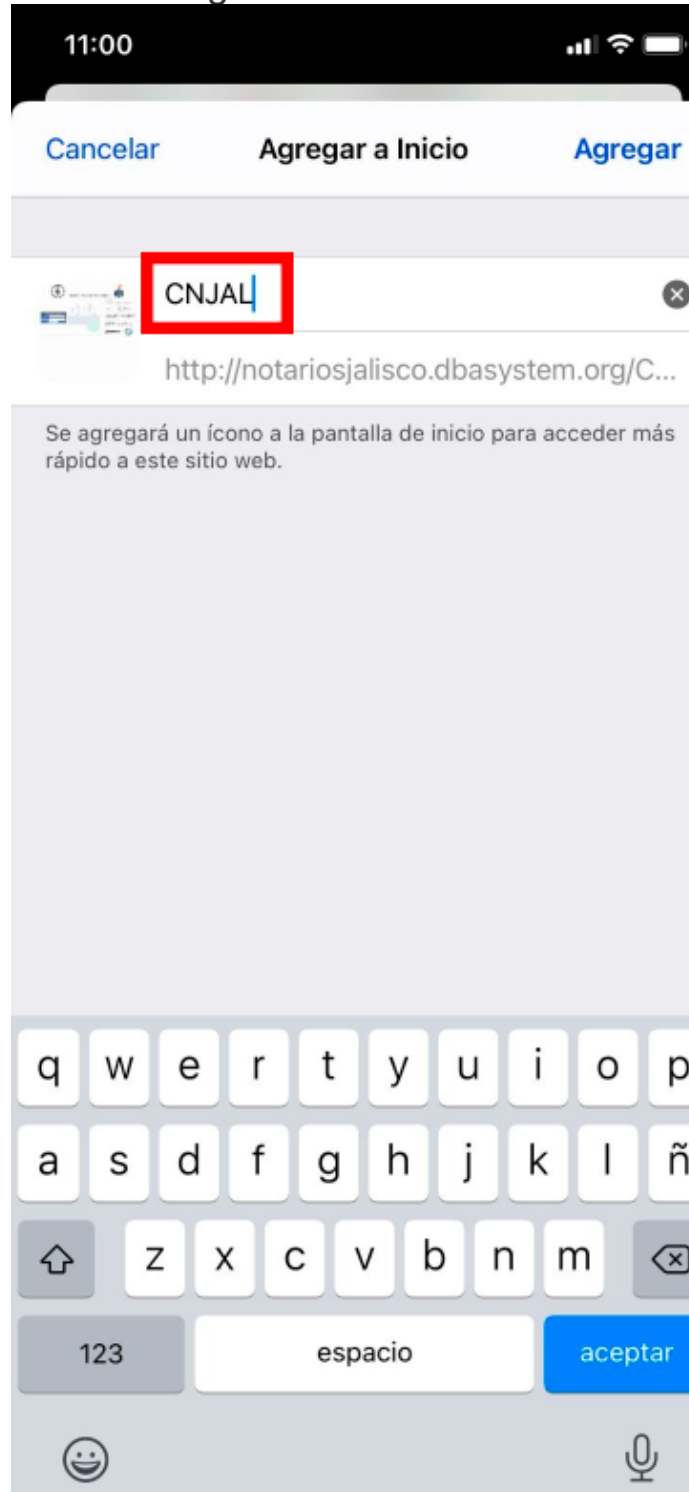 11:00
Cancelar Agregar a Inicio Agregar
CNJAL
http://notariosjalisco.dbasystem.org/C...
Se agregará un ícono a la pantalla de inicio para acceder más
rápido a este sitio web.
q w e r t y u i o p
a s d f g h j k l ñ
z x c v b n m
123 espacio aceptar